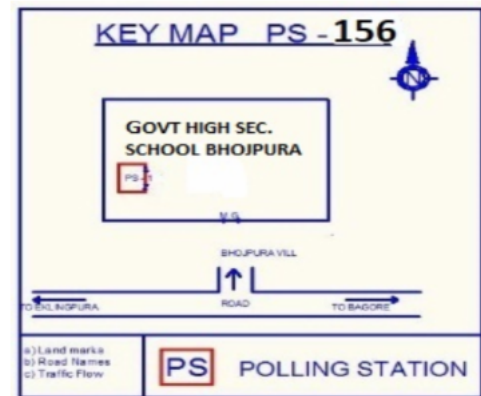 KEY MAP PS - 156
N
GOVT HIGH SEC.
SCHOOL BHOJPURA
PS -
BHOJPURA VILL
ROAD
TO EKLINGPURA
TO BAGORE
a) Land marks
b) Road Names
c) Traffic Flow
PS POLLING STATION